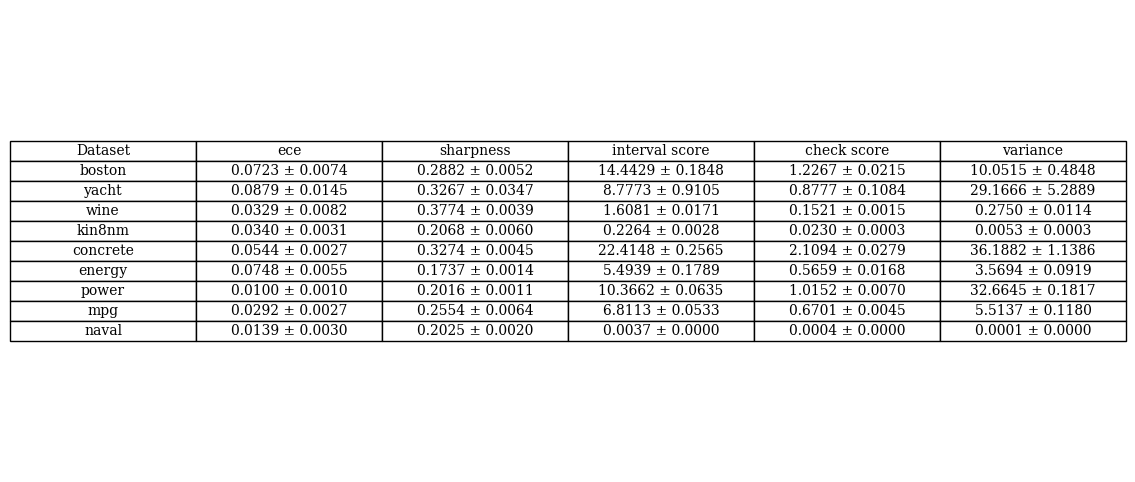 Dataset ece sharpness interval score check score variance
boston 0.0723 ± 0.0074 0.2882 ± 0.0052 14.4429 ± 0.1848 1.2267 ± 0.0215 10.0515 ± 0.4848
yacht 0.0879 ± 0.0145 0.3267 ± 0.0347 8.7773 ± 0.9105 0.8777 ± 0.1084 29.1666 ± 5.2889
wine 0.0329 ± 0.0082 0.3774 ± 0.0039 1.6081 ± 0.0171 0.1521 ± 0.0015 0.2750 ± 0.0114
kin8nm 0.0340 ± 0.0031 0.2068 ± 0.0060 0.2264 ± 0.0028 0.0230 ± 0.0003 0.0053 ± 0.0003
concrete 0.0544 ± 0.0027 0.3274 ± 0.0045 22.4148 ± 0.2565 2.1094 ± 0.0279 36.1882 ± 1.1386
energy 0.0748 ± 0.0055 0.1737 ± 0.0014 5.4939 ± 0.1789 0.5659 ± 0.0168 3.5694 ± 0.0919
power 0.0100 ± 0.0010 0.2016 ± 0.0011 10.3662 ± 0.0635 1.0152 ± 0.0070 32.6645 ± 0.1817
mpg 0.0292 ± 0.0027 0.2554 ± 0.0064 6.8113 ± 0.0533 0.6701 ± 0.0045 5.5137 ± 0.1180
naval 0.0139 ± 0.0030 0.2025 ± 0.0020 0.0037 ± 0.0000 0.0004 ± 0.0000 0.0001 ± 0.0000